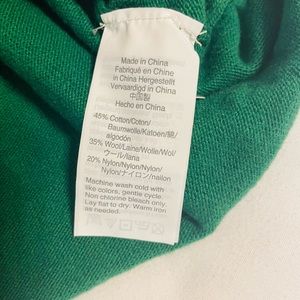 Made in China
Fabriqué en Chine
in China Hergestellt
Vervaardigd in China
中国製
Hecho en China
45% Cotton/Coton/
Baumwolle/Katoen/綿/
algodón
35% Wool/Laine/Wolle/Wol/
ウール/lana
20% Nylon/Nylon/Nylon/
Nylon/ナイロン/nailon
Machine wash cold with
like colors, gentle cycle.
Non chlorine bleach only
Lay flat to dry. Warm iron
as needed.